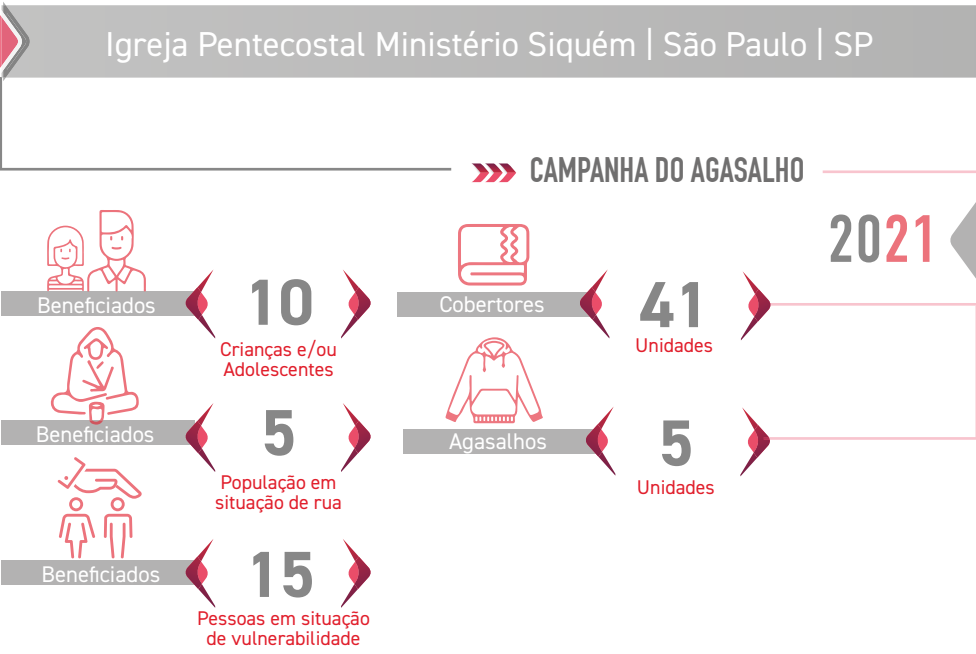 Igreja Pentecostal Ministério Siquém | São Paulo | SP
CAMPANHA DO AGASALHO
2021
Beneficiados
10
Crianças e/ou
Adolescentes
Beneficiados
5
População em
situação de rua
Beneficiados
15
Pessoas em situação
de vulnerabilidade
Cobertores
41
Unidades
Agasalhos
5
Unidades